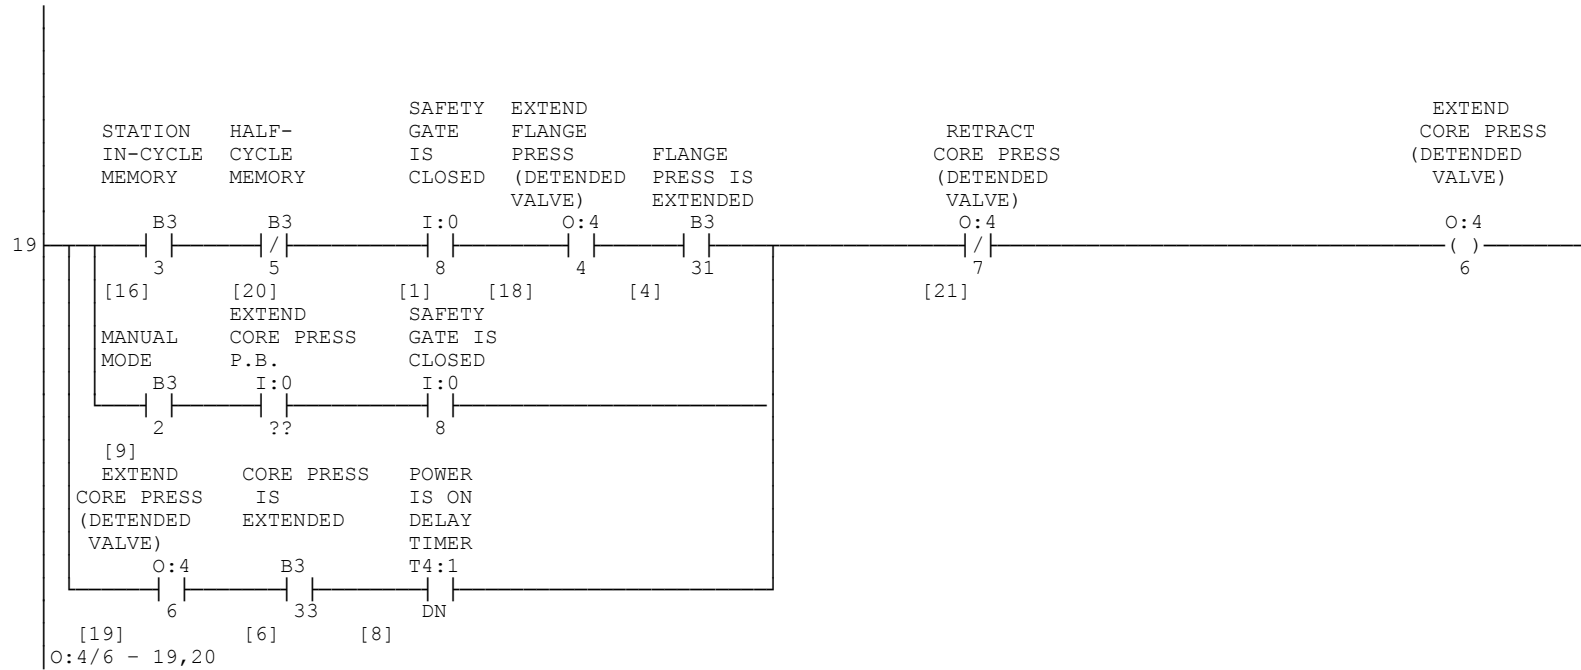 SAFETY EXTEND EXTEND
STATION HALF- GATE FLANGE RETRACT CORE PRESS
IN-CYCLE CYCLE IS PRESS FLANGE CORE PRESS (DETENDED
MEMORY MEMORY CLOSED (DETENDED PRESS IS (DETENDED VALVE)
VALVE) EXTENDED VALVE)
B3 B3 I:0 O:4 B3 O:4 O:4
19 ( )
3 5 8 4 31 7 6
[16] [20] [1] [18] [4] [21]
EXTEND SAFETY
MANUAL CORE PRESS GATE IS
MODE P.B. CLOSED
B3 I:0 I:0
2 ?? 8
[9]
EXTEND CORE PRESS POWER
CORE PRESS IS IS ON
(DETENDED EXTENDED DELAY
VALVE) TIMER
O:4 B3 T4:1
6 33 DN
[19] [6] [8]
O:4/6 - 19,20